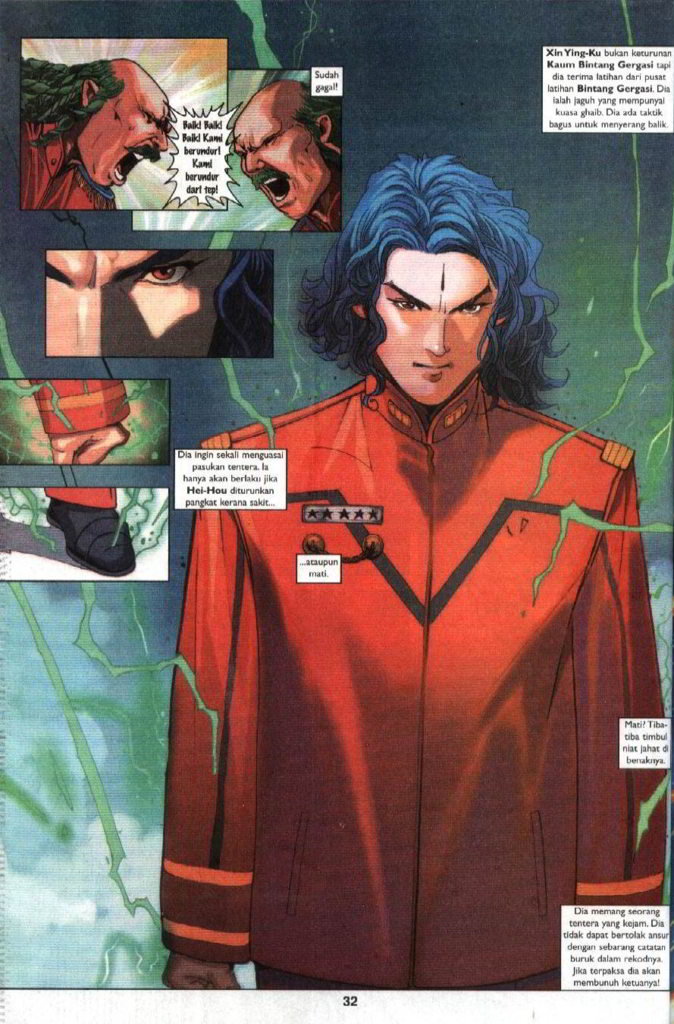 Baik! Baik!
Baik! Kami
berundur!
Kami
berundur
dari tep!
Sudah
gagal!
Xin Ying-Ku bukan keturunan
Kaum Bintang Gergasi tapi
dia terima latihan dari pusat
latihan Bintang Gergasi. Dia
ialah jaguh yang mempunyai
kuasa ghaib. Dia ada taktik
bagus untuk menyerang balik.
Dia ingin sekali menguasai
pasukan tentera. Ia
hanya akan berlaku jika
Hei-Hou diturunkan
pangkat kerana sakit...
...ataupun
mati.
Mati? Tiba-
tiba timbul
niat jahat di
benaknya.
Dia memang seorang
tentera yang kejam. Dia
tidak dapat bertolak ansur
dengan sebarang catatan
buruk dalam rekodnya.
Jika terpaksa dia akan
membunuh ketuanya!
32